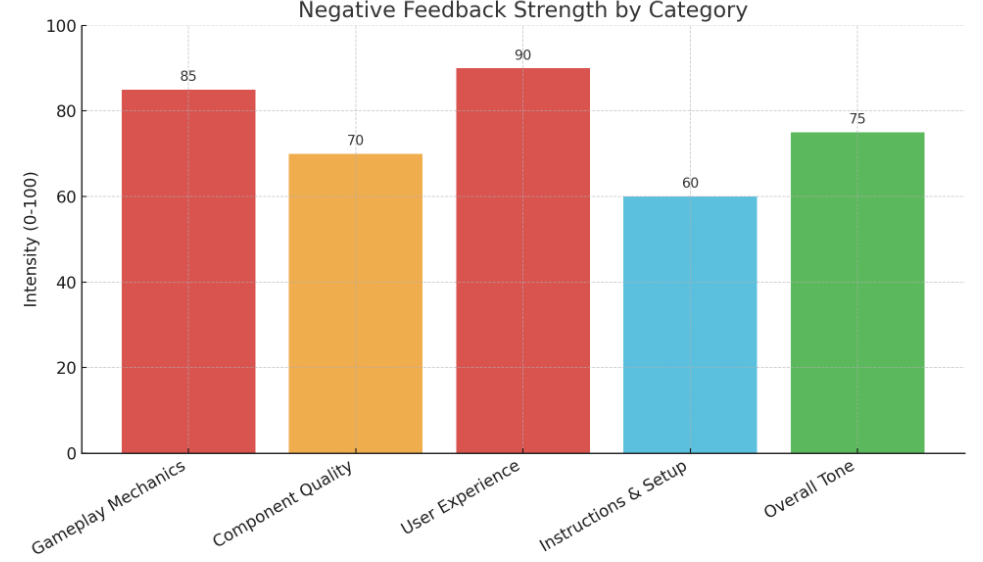 Negative Feedback Strength by Category
100
80
60
40
20
0
Intensity (0-100)
85
70
90
60
75
Gameplay Mechanics
Component Quality
User Experience
Instructions & Setup
Overall Tone